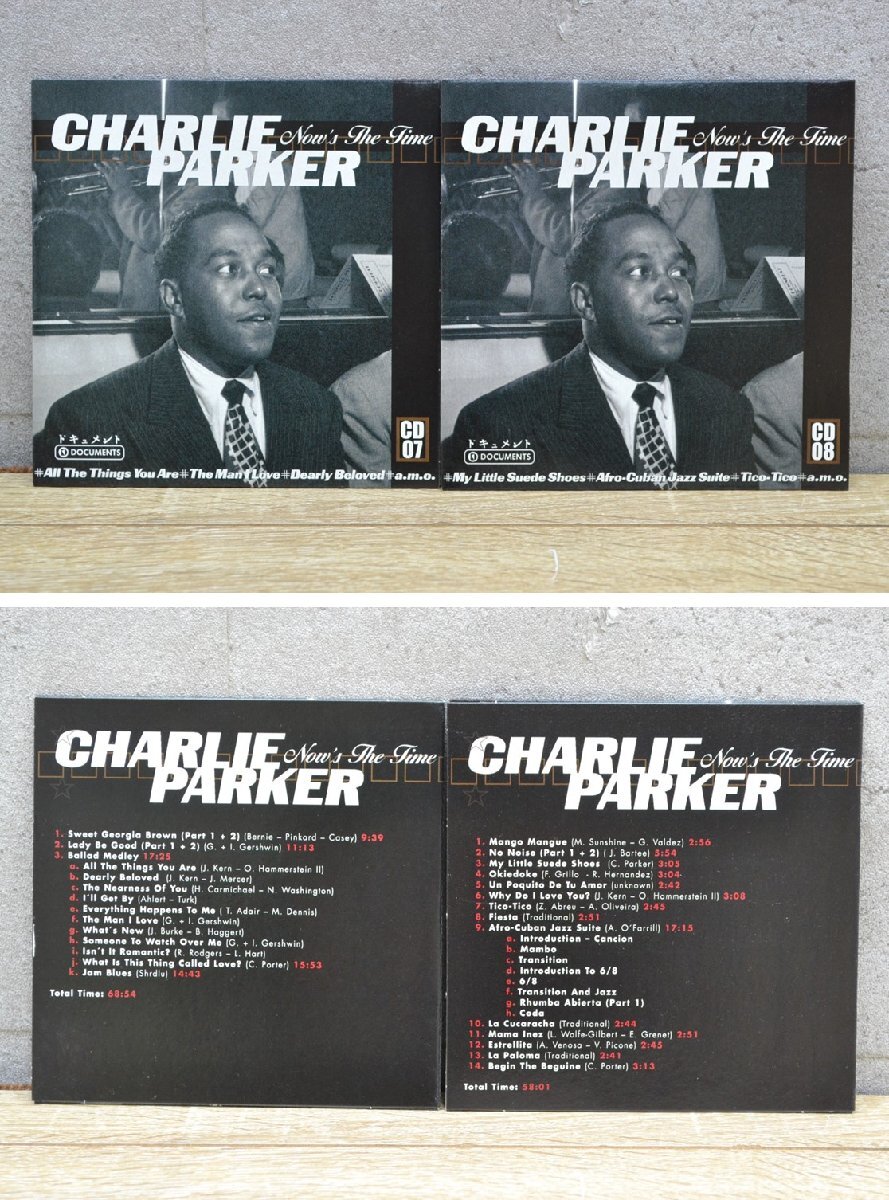 CHARLIE Now's The Time
PARKER
ドキュメント
DOCUMENTS
CD
07
#All The Things You Are#The Man I Love#Dearly Beloved#a.m.o.
CHARLIE Now's The Time
PARKER
ドキュメント
DOCUMENTS
CD
08
#My Little Suede Shoes#Afro-Cuban Jazz Suite#Tico-Tico#a.m.o.
CHARLIE Now's The Time
PARKER
1. Sweet Georgia Brown (Part 1 + 2) (Bernie – Pinkard – Casey) 9:39
2. Lady Be Good (Part 1 + 2) (G. + I. Gershwin) 11:13
3. Ballad Medley 17:25
a. All The Things You Are (J. Kern – O. Hammerstein II)
b. Dearly Beloved (J. Kern – J. Mercer)
c. The Nearness Of You (H. Carmichael – N. Washington)
d. I'll Get By (Ahlert – Turk)
e. Everything Happens To Me (T. Adair – M. Dennis)
f. The Man I Love (G. + I. Gershwin)
g. What's New (J. Burke – B. Haggert)
h. Someone To Watch Over Me (G. + I. Gershwin)
i. Isn't It Romantic? (R. Rodgers – L. Hart)
j. What Is This Thing Called Love? (C. Porter) 15:53
k. Jam Blues (Shrdlu) 14:43
Total Time: 68:54
CHARLIE Now's The Time
PARKER
1. Manga Mangue (M. Sunshine – G. Valdez) 2:56
2. No Noise (Part 1 + 2) ( J. Bartee) 5:54
3. My Little Suede Shoes (C. Parker) 3:05
4. Okiedoke (F. Grillo - R. Hernandez) 3:04
5. Un Poquito De Tu Amor (unknown) 2:42
6. Why Do I Love You? (J. Kern – O. Hammerstein II) 3:08
7. Tico-Tico (Z. Abreu – A. Oliveira) 2:45
8. Fiesta (Traditional) 2:51
9. Afro-Cuban Jazz Suite (A. O'Farrill) 17:15
a. Introduction - Cancion
b. Mambo
c. Transition
d. Introduction To 6/8
e. 6/8
f. Transition And Jazz
g. Rhumba Abierta (Part 1)
h. Coda
10. La Cucaracha (Traditional) 2:44
11. Mama Inez (L. Wolfe-Gilbert – E. Grenet) 2:51
12. Estrellita (A. Venosa – V. Picone) 2:45
13. La Paloma (Traditional) 2:41
14. Begin The Beguine (C. Porter) 3:13
Total Time: 58:01